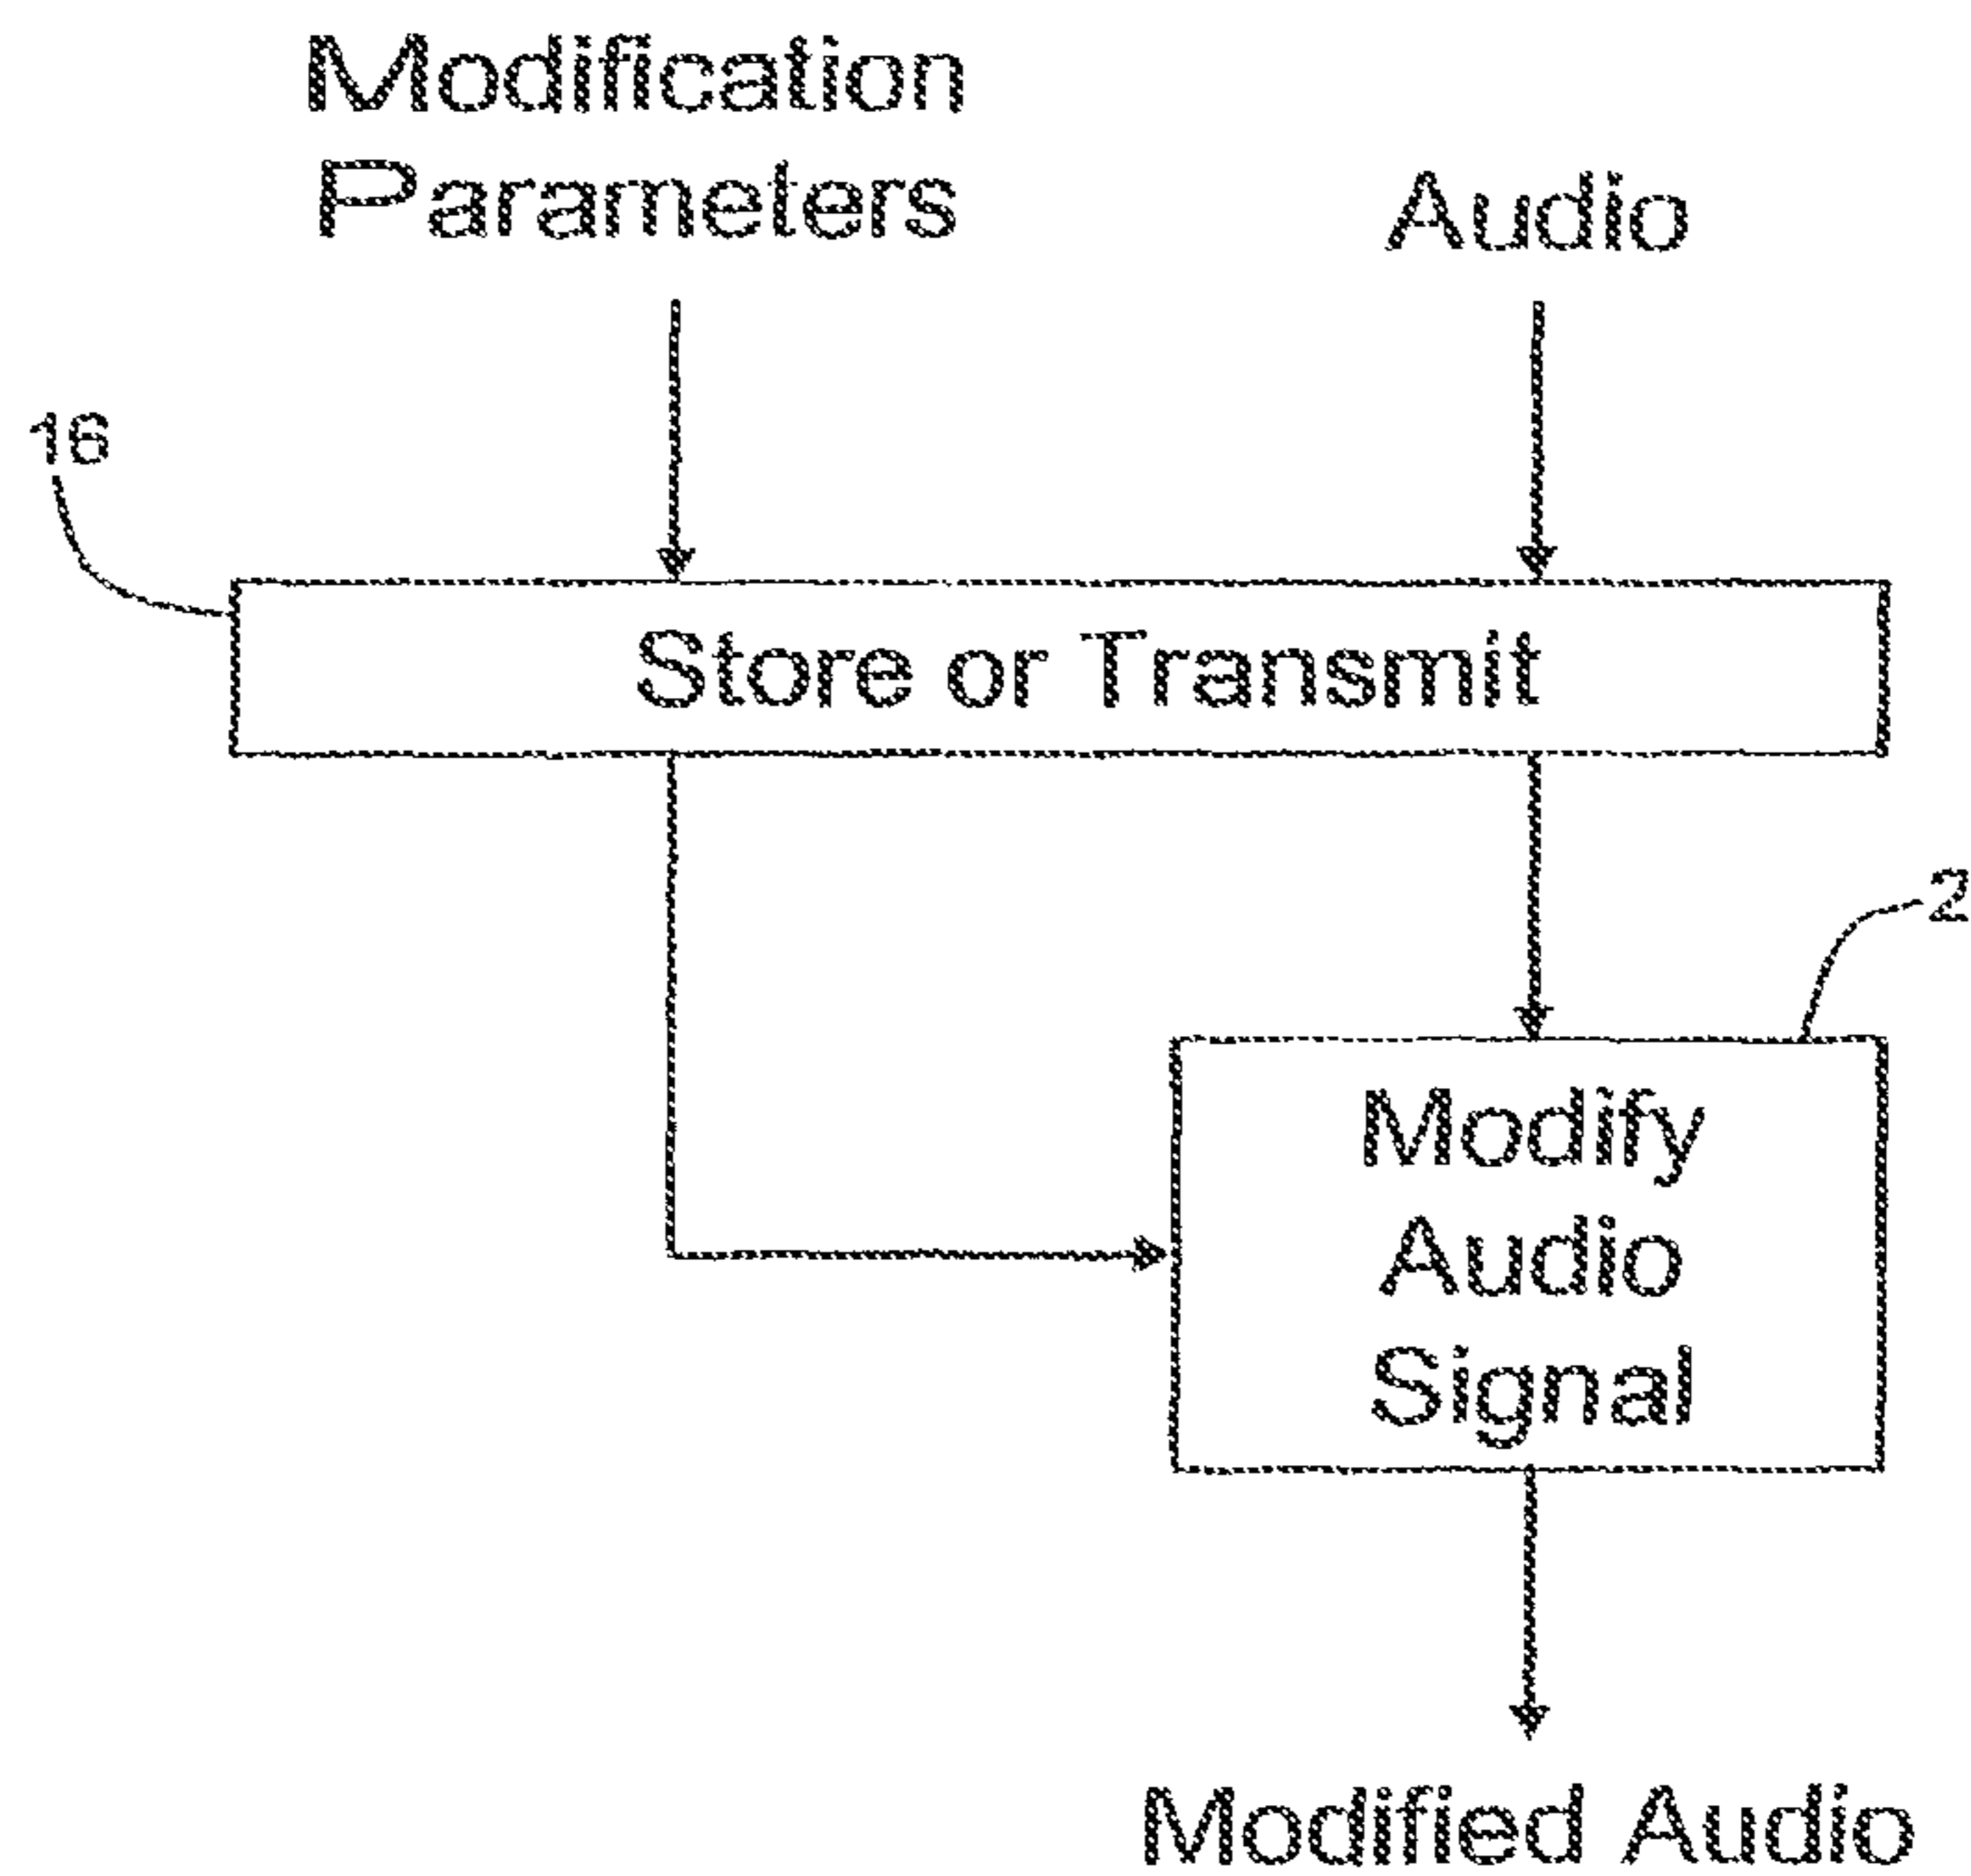 Modification
Parameters
Audio
16
Store or Transmit
2
Modify
Audio
Signal
Modified Audio